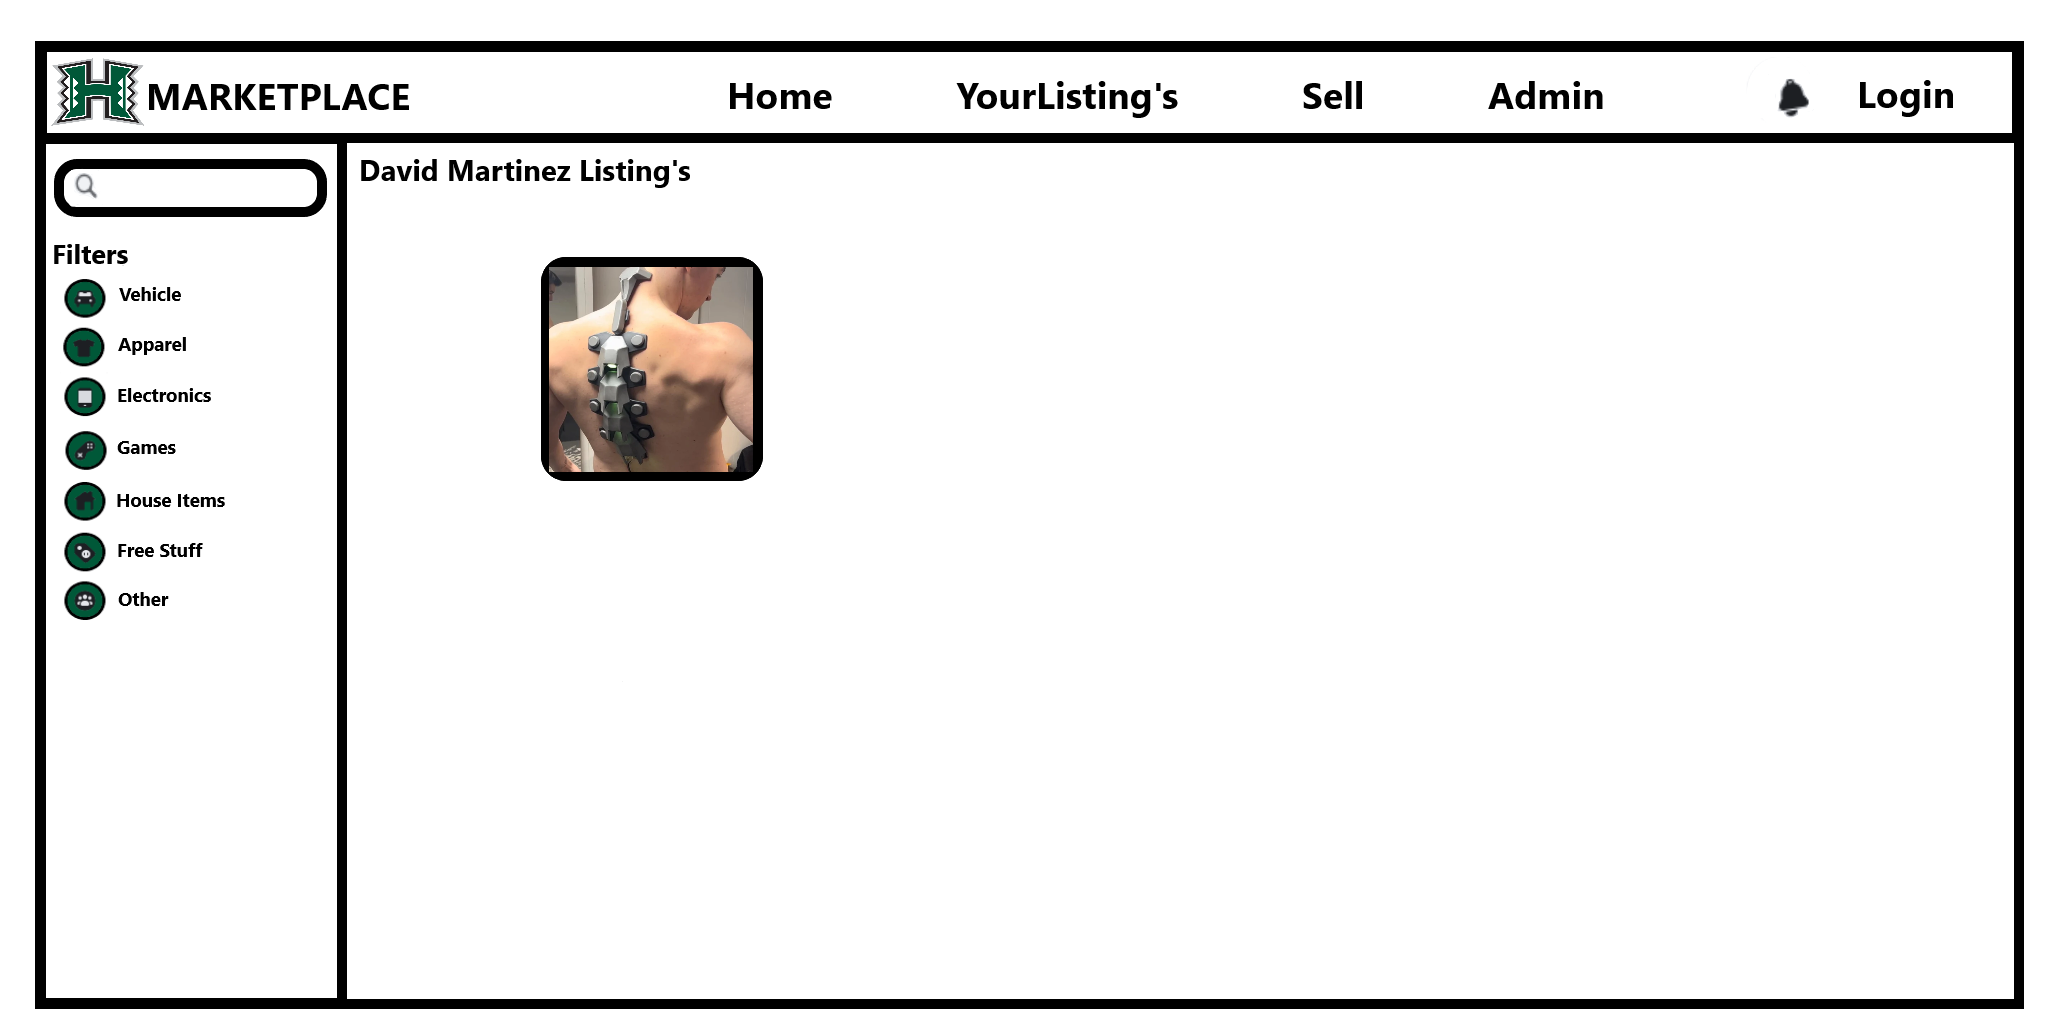 H MARKETPLACE
Home
YourListing's
Sell
Admin
Login
David Martinez Listing's
Filters
Vehicle
Apparel
Electronics
Games
House Items
Free Stuff
Other